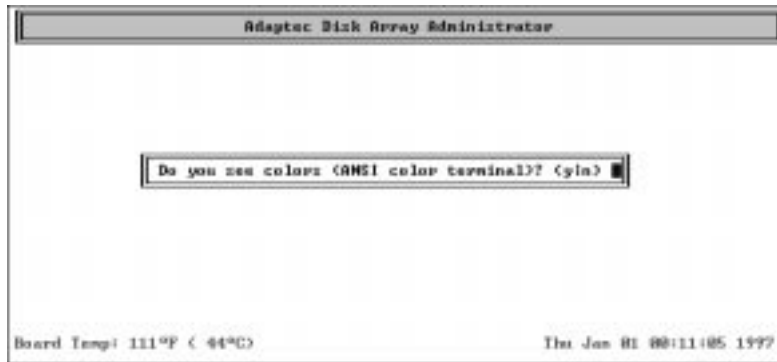 Adaptec Disk Array Administrator
Do you see colors (ANSI color terminal)? (y/n)
Board Temp: 111°F ( 44°C)
Thu Jan 01 00:11:05 1997